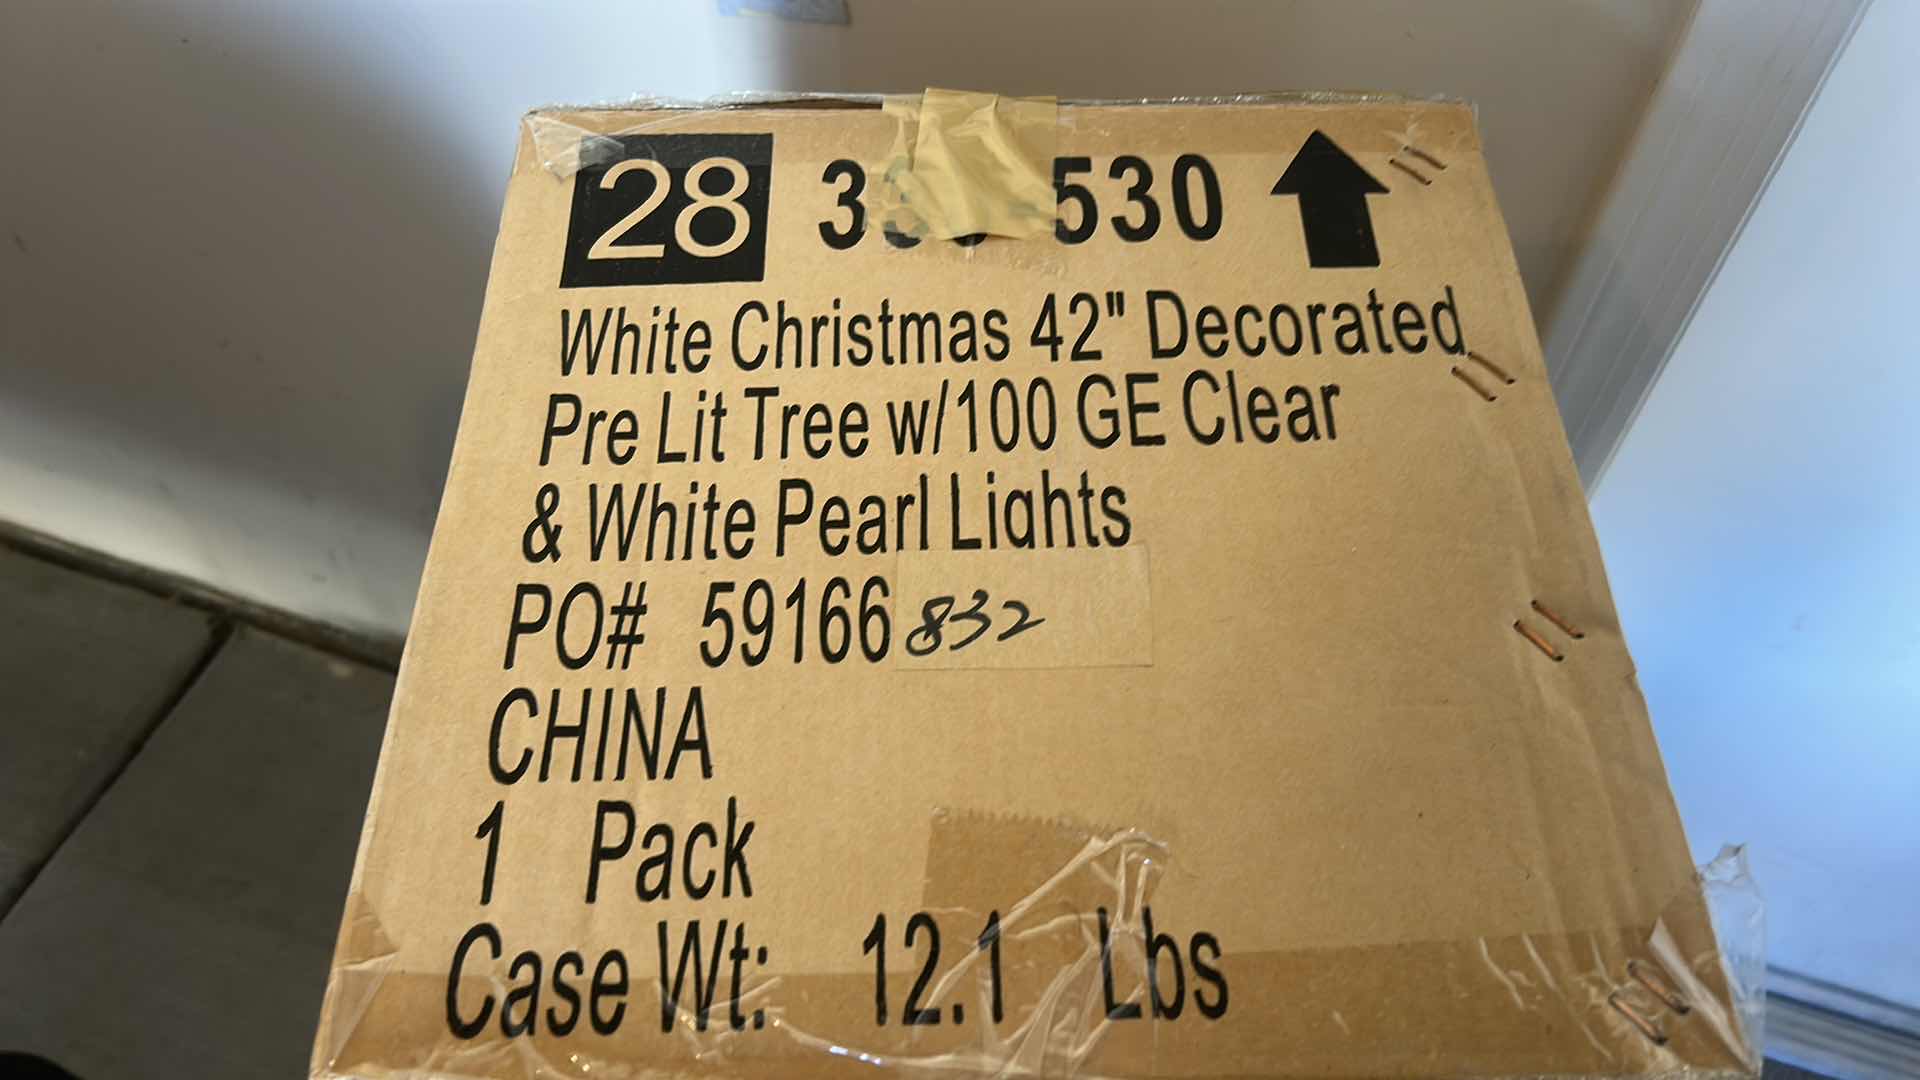 28 530
White Christmas 42" Decorated
Pre Lit Tree w/100 GE Clear
& White Pearl Lights
PO# 59166 832
CHINA
1 Pack
Case Wt: 12.1 Lbs